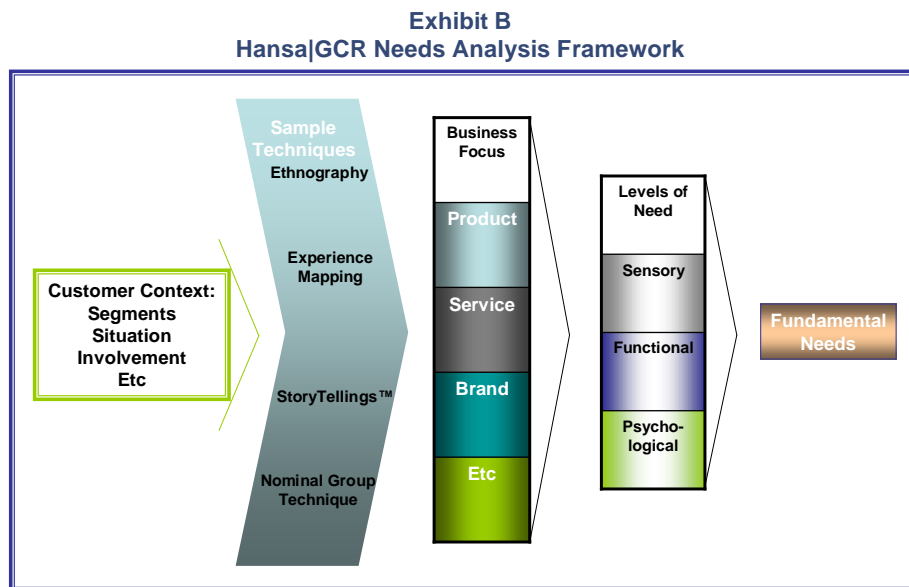 Exhibit B
Hansa|GCR Needs Analysis Framework
Customer Context:
Segments
Situation
Involvement
Etc
Sample
Techniques
Ethnography
Experience
Mapping
StoryTellings™
Nominal Group
Technique
Business
Focus
Product
Service
Brand
Etc
Levels of
Need
Sensory
Functional
Psycho-
logical
Fundamental
Needs